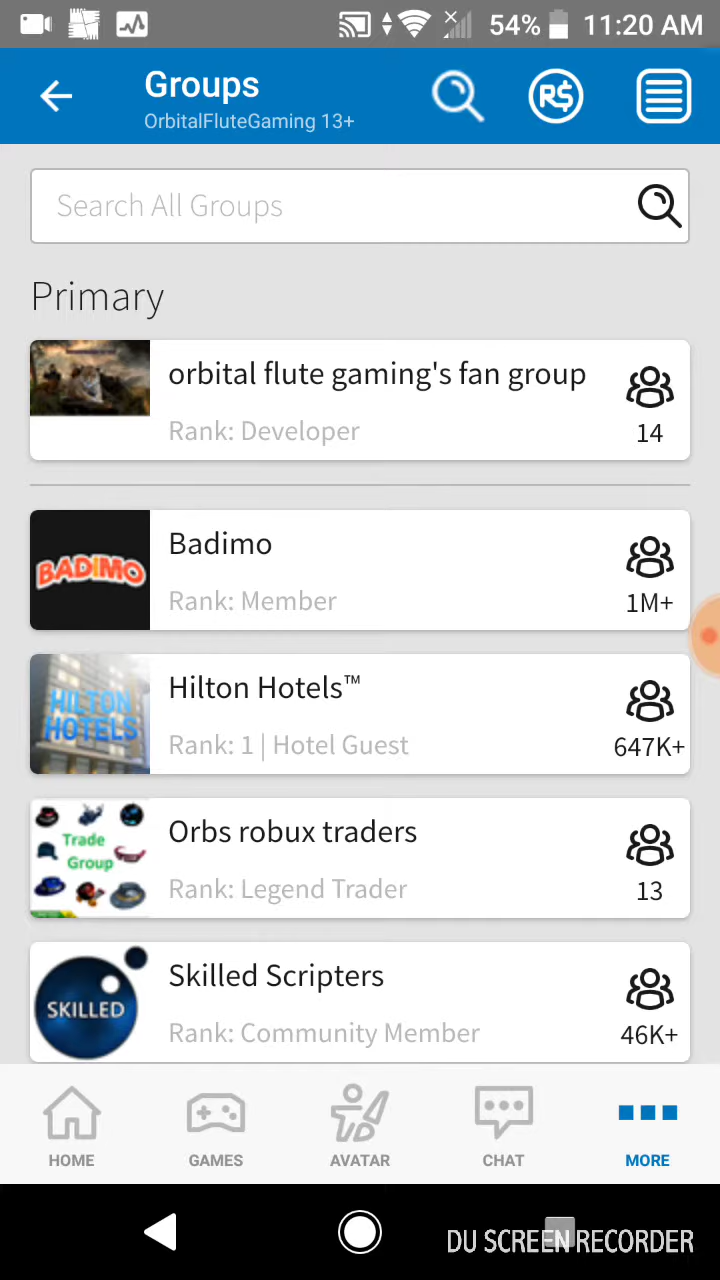 54% 11:20 AM
Groups
OrbitalFluteGaming 13+
R$
Search All Groups
Primary
orbital flute gaming's fan group
Rank: Developer
14
BADIMO
Badimo
Rank: Member
1M+
HILTON HOTELS
Hilton Hotels™
Rank: 1 | Hotel Guest
647K+
Trade
Group
Orbs robux traders
Rank: Legend Trader
13
SKILLED
Skilled Scripters
Rank: Community Member
46K+
HOME GAMES AVATAR CHAT MORE
DU SCREEN RECORDER